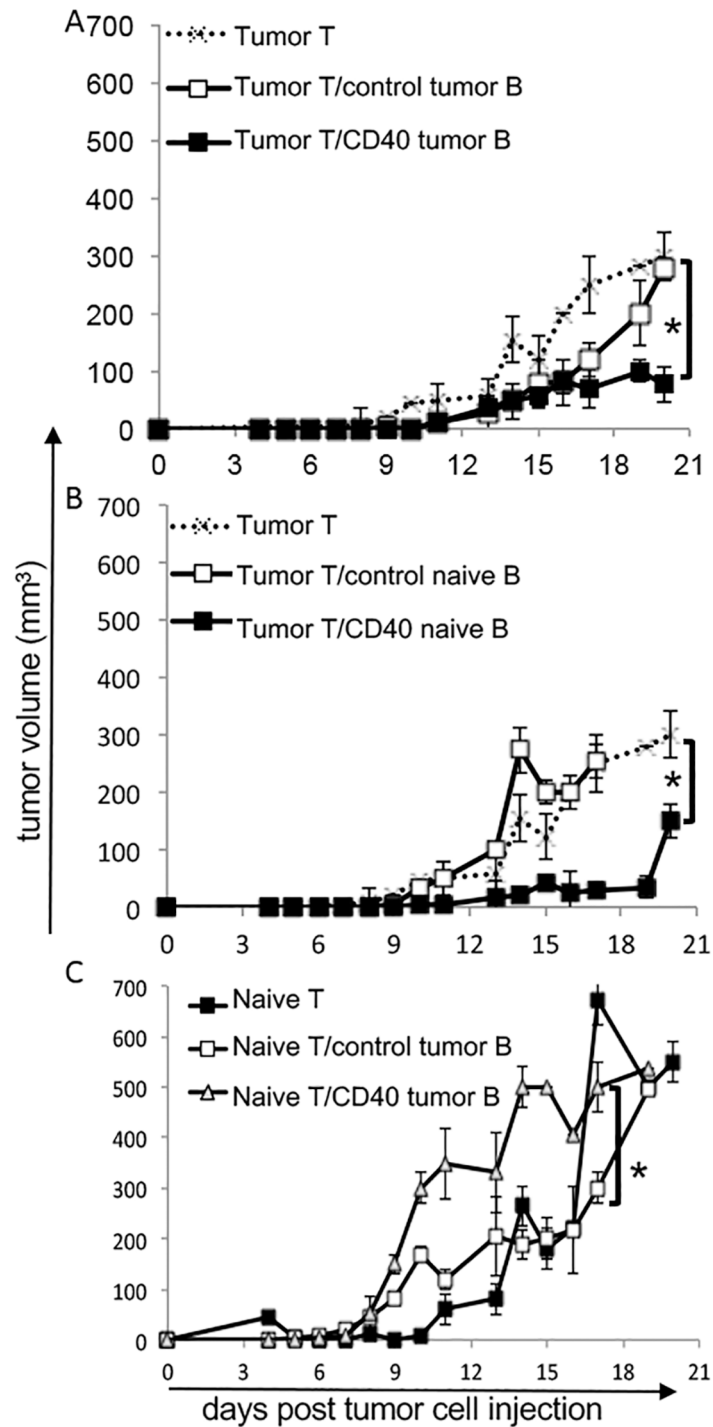 A
700
Tumor T
600
Tumor T/control tumor B
500
Tumor T/CD40 tumor B
400
300
200
*
100
0
0 3 6 9 12 15 18 21
B
700
Tumor T
600
Tumor T/control naive B
500
Tumor T/CD40 naive B
400
300
*
200
100
0
0 3 6 9 12 15 18 21
tumor volume (mm³)
C
700
Naive T
600
Naive T/control tumor B
500
Naive T/CD40 tumor B
400
*
300
200
100
0
0 3 6 9 12 15 18 21
days post tumor cell injection